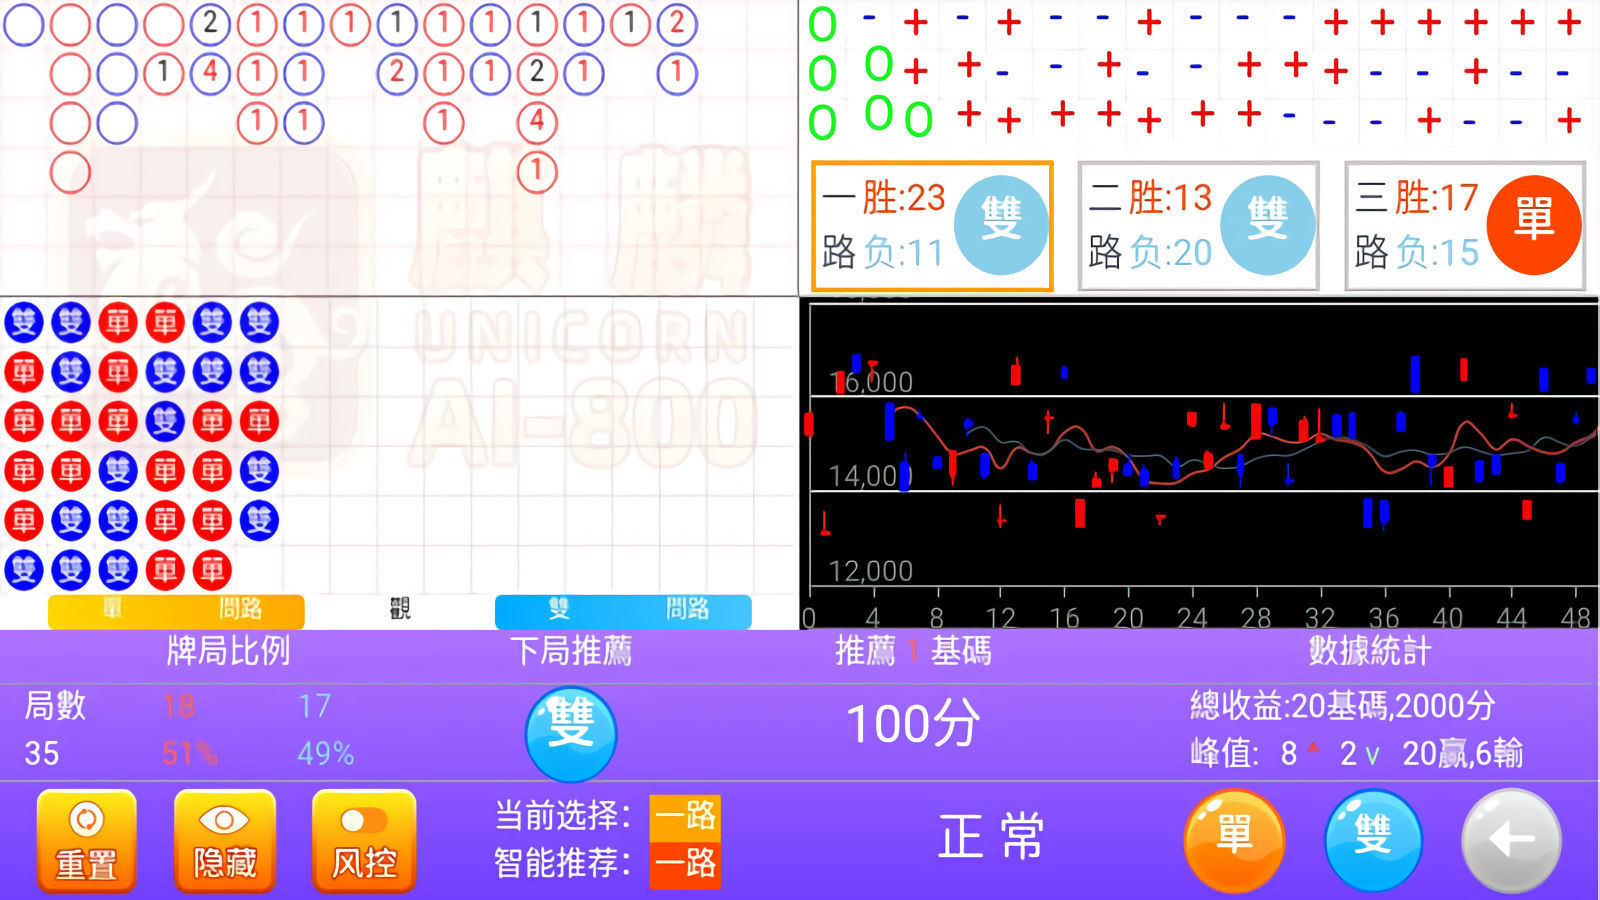 2 1 1 1 1 1 1 1 1 1 2
1 4 1 1 2 1 1 2 1 1
1 1 1 4
1
O - + - + - - + - - - + + + + + +
O O + + - - + - - + + + - - + - -
O O O + + + + + + + - - - + - - +
一 胜:23 雙
路 负:11
二 胜:13 雙
路 负:20
三 胜:17 單
路 负:15
麒 麟
UNICORN
AI-800
雙 雙 單 單 雙 雙
單 雙 單 雙 雙 雙
單 單 單 雙 單 單
單 單 雙 單 單 雙
單 雙 雙 單 單 雙
雙 雙 雙 單 單
16,000
14,000
12,000
0 4 8 12 16 20 24 28 32 36 40 44 48
單 問路 觀 雙 問路
牌局比例 下局推薦 推薦 1 基碼 數據統計
局數 18 17
35 51% 49%
雙
100分
總收益:20基碼,2000分
峰值: 8 ▲ 2 v 20赢,6輸
重置 隐藏 风控
当前选择: 一路
智能推荐: 一路
正常
單 雙